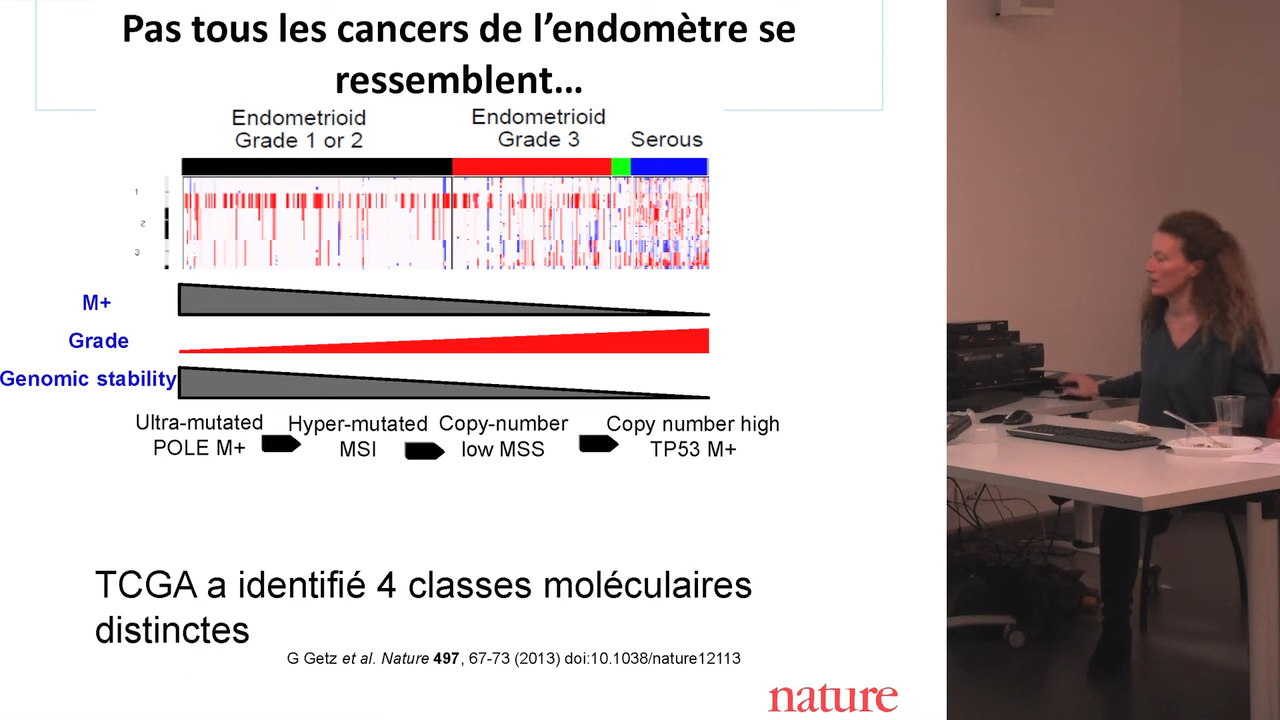 Pas tous les cancers de l’endomètre se
ressemblent...
Endometrioid
Grade 1 or 2
Endometrioid
Grade 3
Serous
1
2
3
M+
Grade
Genomic stability
Ultra-mutated
POLE M+
Hyper-mutated
MSI
Copy-number
low MSS
Copy number high
TP53 M+
TCGA a identifié 4 classes moléculaires
distinctes
G Getz et al. Nature 497, 67-73 (2013) doi:10.1038/nature12113
nature